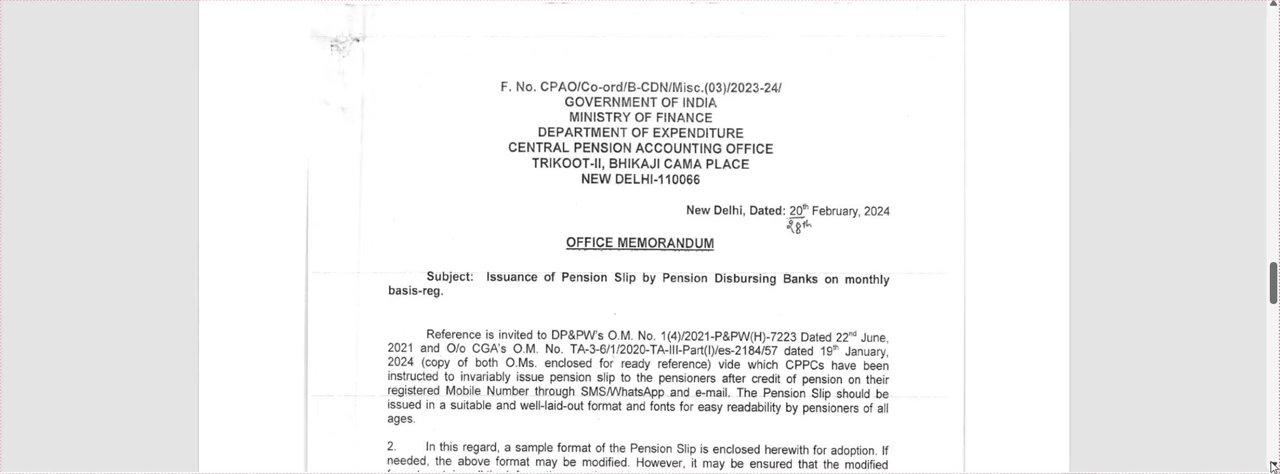 F. No. CPAO/Co-ord/B-CDN/Misc.(03)/2023-24/
GOVERNMENT OF INDIA
MINISTRY OF FINANCE
DEPARTMENT OF EXPENDITURE
CENTRAL PENSION ACCOUNTING OFFICE
TRIKOOT-II, BHIKAJI CAMA PLACE
NEW DELHI-110066
New Delhi, Dated: 20th February, 2024
28th
OFFICE MEMORANDUM
Subject: Issuance of Pension Slip by Pension Disbursing Banks on monthly
basis-reg.
Reference is invited to DP&PW's O.M. No. 1(4)/2021-P&PW(H)-7223 Dated 22nd June,
2021 and O/o CGA's O.M. No. TA-3-6/1/2020-TA-III-Part(I)/es-2184/57 dated 19th January,
2024 (copy of both O.Ms. enclosed for ready reference) vide which CPPCs have been
instructed to invariably issue pension slip to the pensioners after credit of pension on their
registered Mobile Number through SMS/WhatsApp and e-mail. The Pension Slip should be
issued in a suitable and well-laid-out format and fonts for easy readability by pensioners of all
ages.
2. In this regard, a sample format of the Pension Slip is enclosed herewith for adoption. If
needed, the above format may be modified. However, it may be ensured that the modified